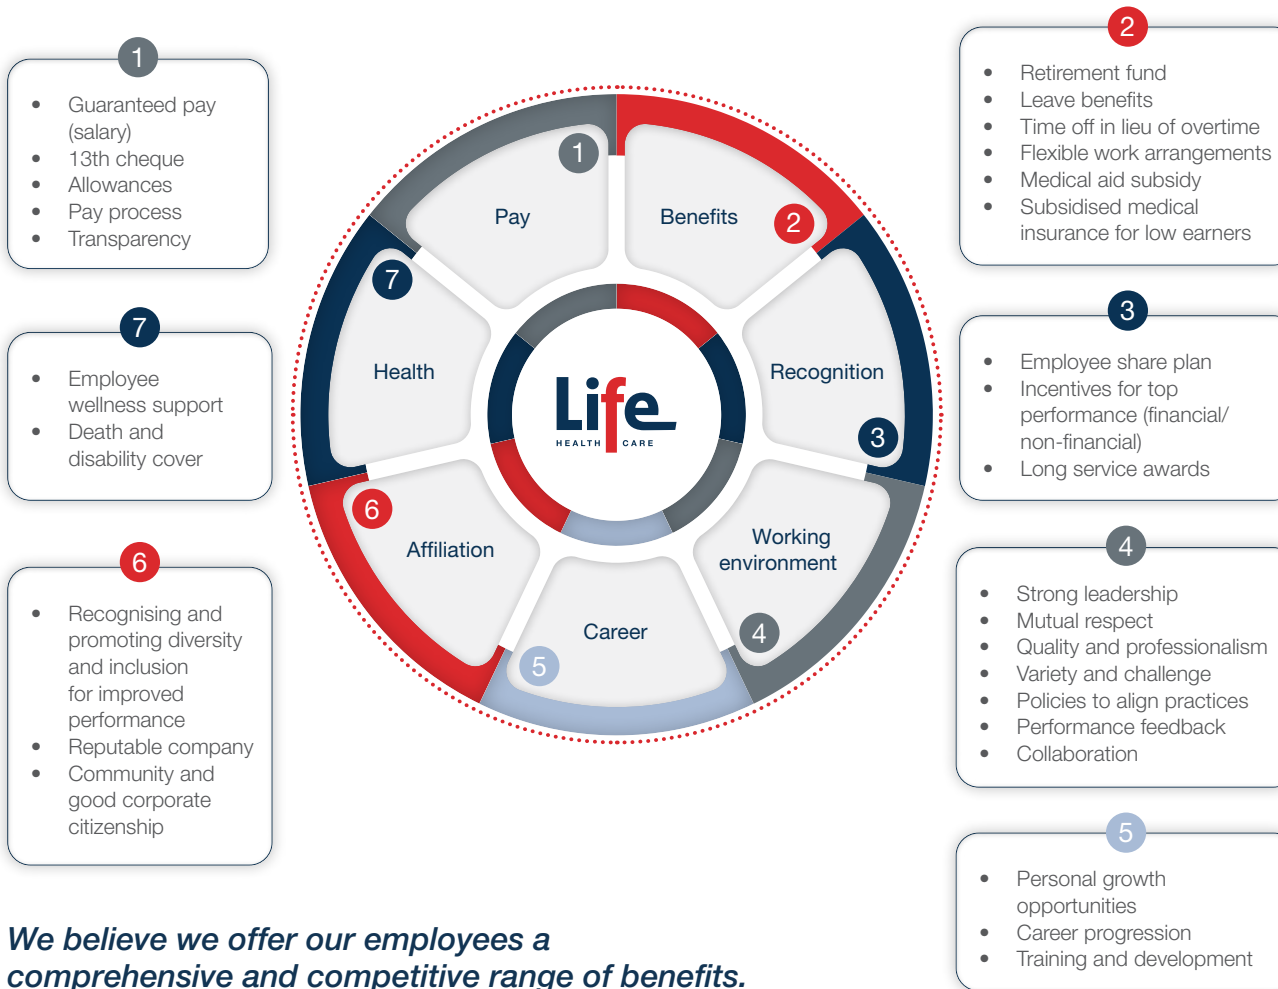 1
• Guaranteed pay
(salary)
• 13th cheque
• Allowances
• Pay process
• Transparency
7
• Employee
wellness support
• Death and
disability cover
6
• Recognising and
promoting diversity
and inclusion
for improved
performance
• Reputable company
• Community and
good corporate
citizenship
1
Pay
Benefits
2
7
Health
Recognition
3
Life
HEALTH CARE
6
Affiliation
Working
environment
4
Career
5
2
• Retirement fund
• Leave benefits
• Time off in lieu of overtime
• Flexible work arrangements
• Medical aid subsidy
• Subsidised medical
insurance for low earners
3
• Employee share plan
• Incentives for top
performance (financial/
non-financial)
• Long service awards
4
• Strong leadership
• Mutual respect
• Quality and professionalism
• Variety and challenge
• Policies to align practices
• Performance feedback
• Collaboration
5
• Personal growth
opportunities
• Career progression
• Training and development
We believe we offer our employees a
comprehensive and competitive range of benefits.